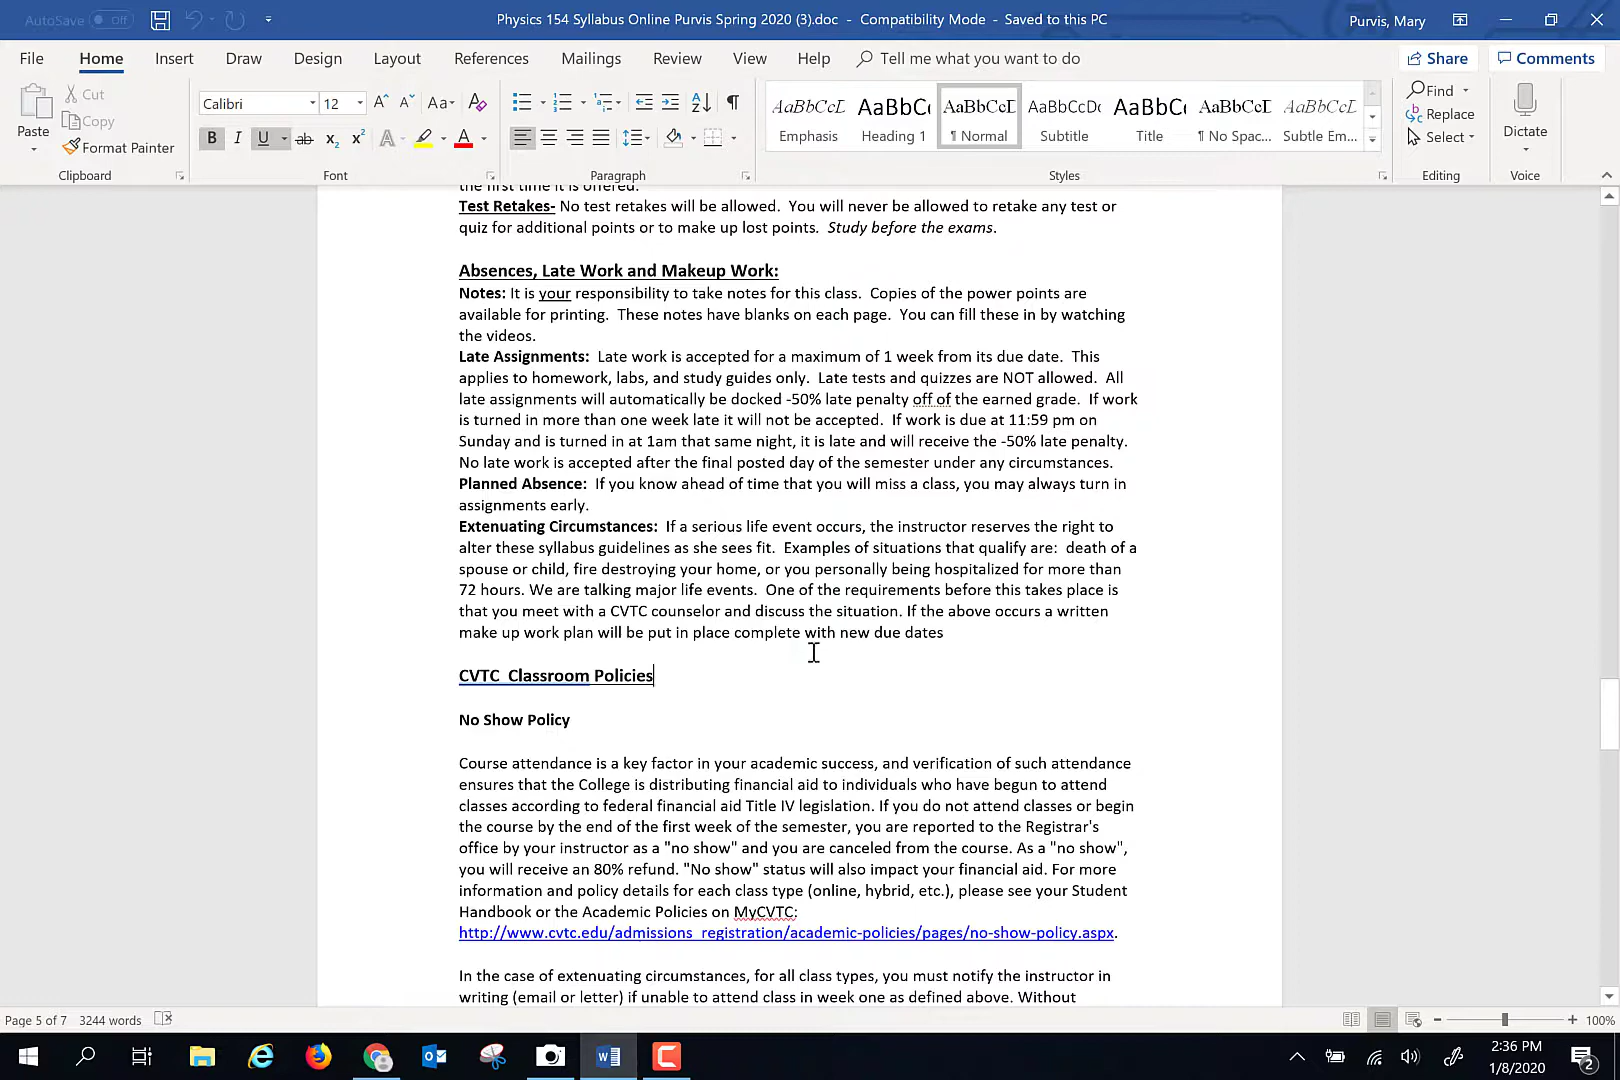 AutoSave Off
Physics 154 Syllabus Online Purvis Spring 2020 (3).doc - Compatibility Mode - Saved to this PC
Purvis, Mary
File Home Insert Draw Design Layout References Mailings Review View Help Tell me what you want to do
Share Comments
Paste
Cut
Copy
Format Painter
Clipboard
Calibri 12
Font
Paragraph
AaBbCcL AaBbC AaBbCcD AaBbCcDc AaBbC AaBbCcL AaBbCcL
Emphasis Heading 1 ¶ Normal Subtitle Title ¶ No Spac... Subtle Em...
Styles
Find
Replace
Select
Editing
Dictate
Voice
the first time it is offered.
Test Retakes- No test retakes will be allowed. You will never be allowed to retake any test or
quiz for additional points or to make up lost points. Study before the exams.
Absences, Late Work and Makeup Work:
Notes: It is your responsibility to take notes for this class. Copies of the power points are
available for printing. These notes have blanks on each page. You can fill these in by watching
the videos.
Late Assignments: Late work is accepted for a maximum of 1 week from its due date. This
applies to homework, labs, and study guides only. Late tests and quizzes are NOT allowed. All
late assignments will automatically be docked -50% late penalty off of the earned grade. If work
is turned in more than one week late it will not be accepted. If work is due at 11:59 pm on
Sunday and is turned in at 1am that same night, it is late and will receive the -50% late penalty.
No late work is accepted after the final posted day of the semester under any circumstances.
Planned Absence: If you know ahead of time that you will miss a class, you may always turn in
assignments early.
Extenuating Circumstances: If a serious life event occurs, the instructor reserves the right to
alter these syllabus guidelines as she sees fit. Examples of situations that qualify are: death of a
spouse or child, fire destroying your home, or you personally being hospitalized for more than
72 hours. We are talking major life events. One of the requirements before this takes place is
that you meet with a CVTC counselor and discuss the situation. If the above occurs a written
make up work plan will be put in place complete with new due dates
CVTC Classroom Policies
No Show Policy
Course attendance is a key factor in your academic success, and verification of such attendance
ensures that the College is distributing financial aid to individuals who have begun to attend
classes according to federal financial aid Title IV legislation. If you do not attend classes or begin
the course by the end of the first week of the semester, you are reported to the Registrar's
office by your instructor as a "no show" and you are canceled from the course. As a "no show",
you will receive an 80% refund. "No show" status will also impact your financial aid. For more
information and policy details for each class type (online, hybrid, etc.), please see your Student
Handbook or the Academic Policies on MyCVTC:
http://www.cvtc.edu/admissions_registration/academic-policies/pages/no-show-policy.aspx.
In the case of extenuating circumstances, for all class types, you must notify the instructor in
writing (email or letter) if unable to attend class in week one as defined above. Without
Page 5 of 7 3244 words
100%
2:36 PM
1/8/2020
2